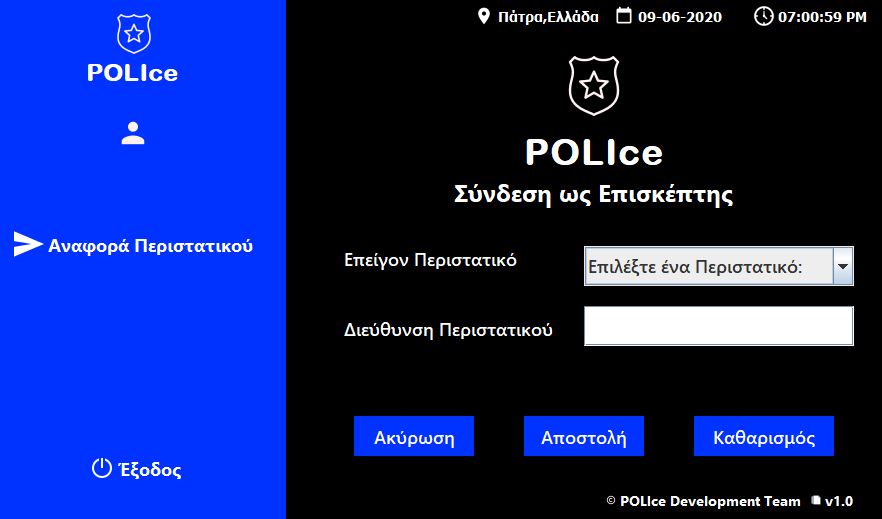 POLIce
Αναφορά Περιστατικού
Έξοδος
Πάτρα,Ελλάδα 09-06-2020 07:00:59 PM
POLIce
Σύνδεση ως Επισκέπτης
Επείγον Περιστατικό
Επιλέξτε ένα Περιστατικό:
Διεύθυνση Περιστατικού
Ακύρωση
Αποστολή
Καθαρισμός
© POLIce Development Team v1.0